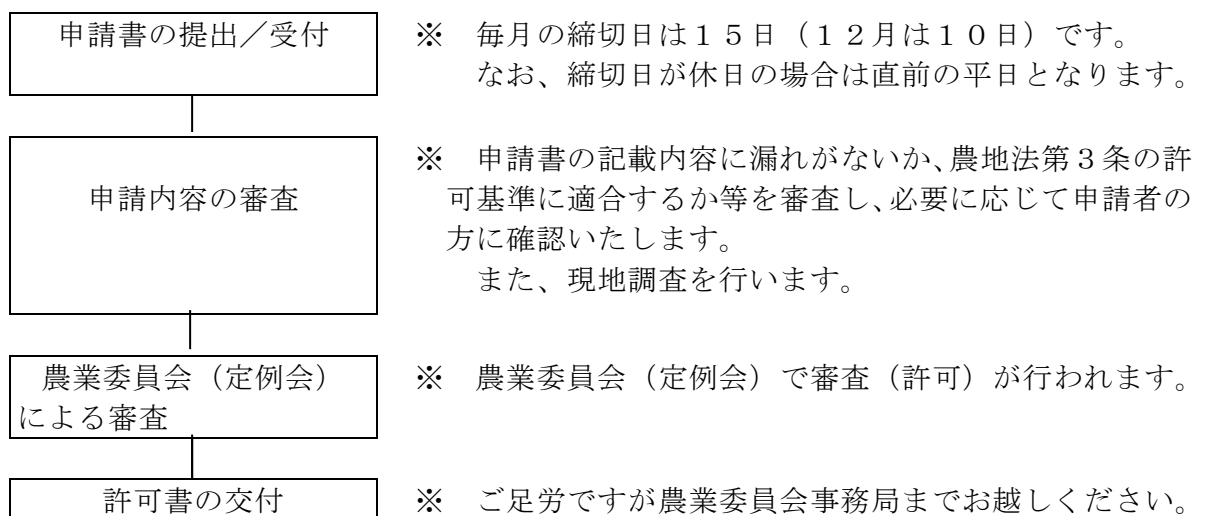 申請書の提出/受付
※ 毎月の締切日は15日(12月は10日)です。
なお、締切日が休日の場合は直前の平日となります。
申請内容の審査
※ 申請書の記載内容に漏れがないか、農地法第3条の許
可基準に適合するか等を審査し、必要に応じて申請者の
方に確認いたします。
また、現地調査を行います。
農業委員会(定例会)
による審査
※ 農業委員会(定例会)で審査(許可)が行われます。
許可書の交付
※ ご足労ですが農業委員会事務局までお越しください。